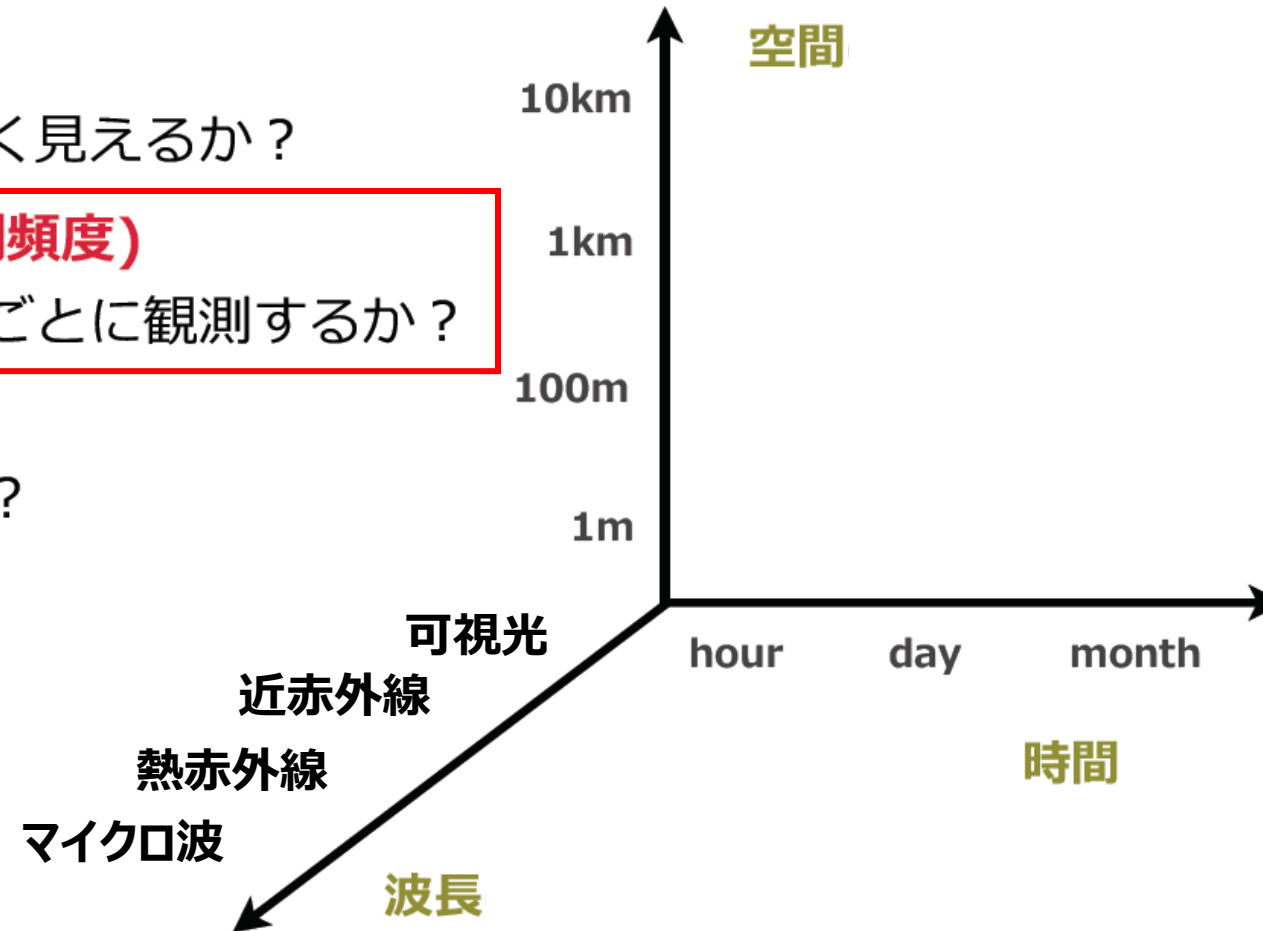 く見えるか？
頻度)
ごとに観測するか？
？
空間
10km
1km
100m
1m
可視光
近赤外線
熱赤外線
マイクロ波
波長
hour day month
時間